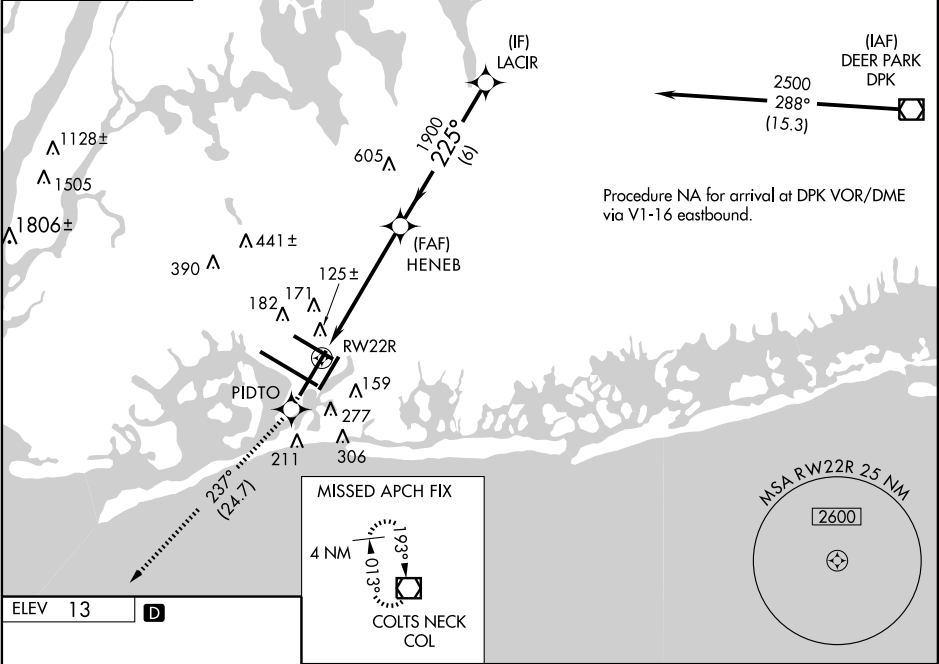 (IF)
LACIR
(IAF)
DEER PARK
DPK
2500
288°
(15.3)
1900
225°
(6)
1128±
1505
1806±
605
Procedure NA for arrival at DPK VOR/DME
via V1-16 eastbound.
(FAF)
HENEB
441±
390
125±
182
171
RW22R
PIDTO
159
277
211
306
237°
(24.7)
MISSED APCH FIX
4 NM
193°
013°
COLTS NECK
COL
MSA RW22R 25 NM
2600
ELEV 13
D